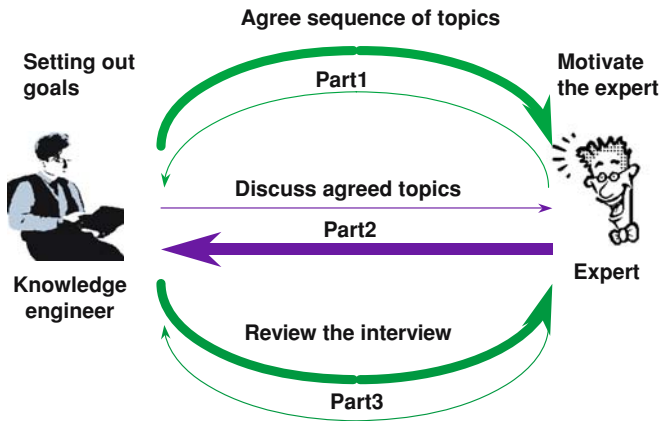 Agree sequence of topics
Setting out
goals
Motivate
the expert
Part1
Discuss agreed topics
Part2
Knowledge
engineer
Expert
Review the interview
Part3